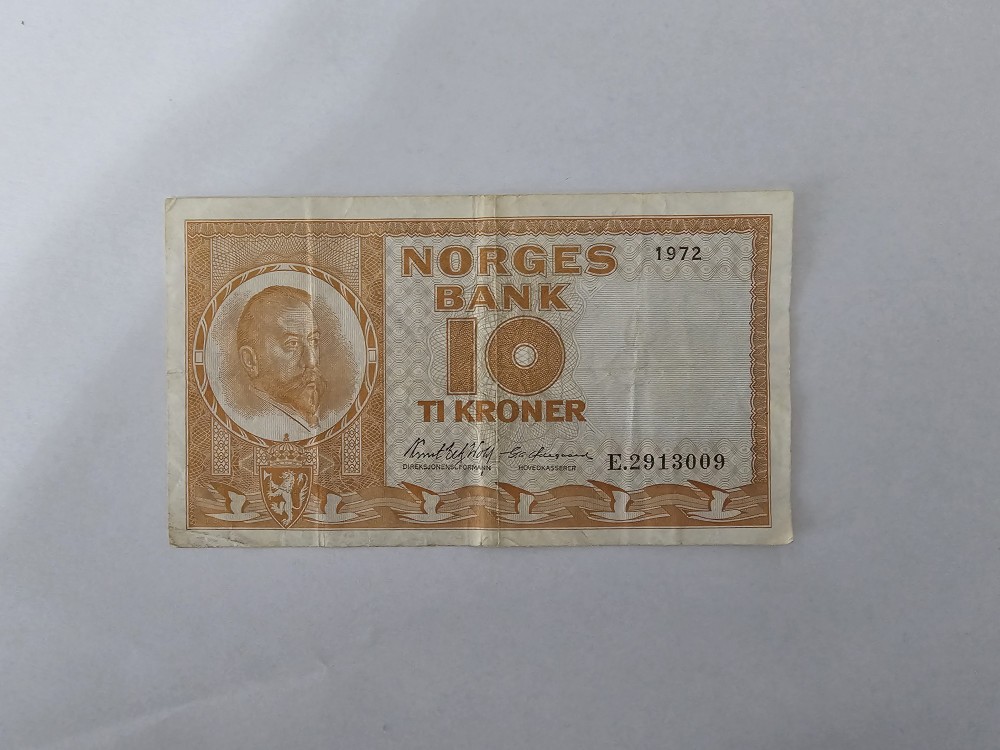 NORGES
1972
BANK
10
TI KRONER
DIREKSJONENS FORMANN
HOVEDKASSERER
E.2913009